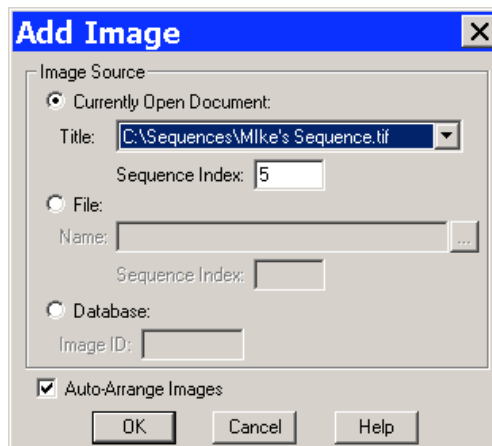 Add Image
Image Source
Currently Open Document:
Title: C:\Sequences\MIke's Sequence.tif
Sequence Index: 5
File:
Name: ...
Sequence Index:
Database:
Image ID:
Auto-Arrange Images
OK Cancel Help